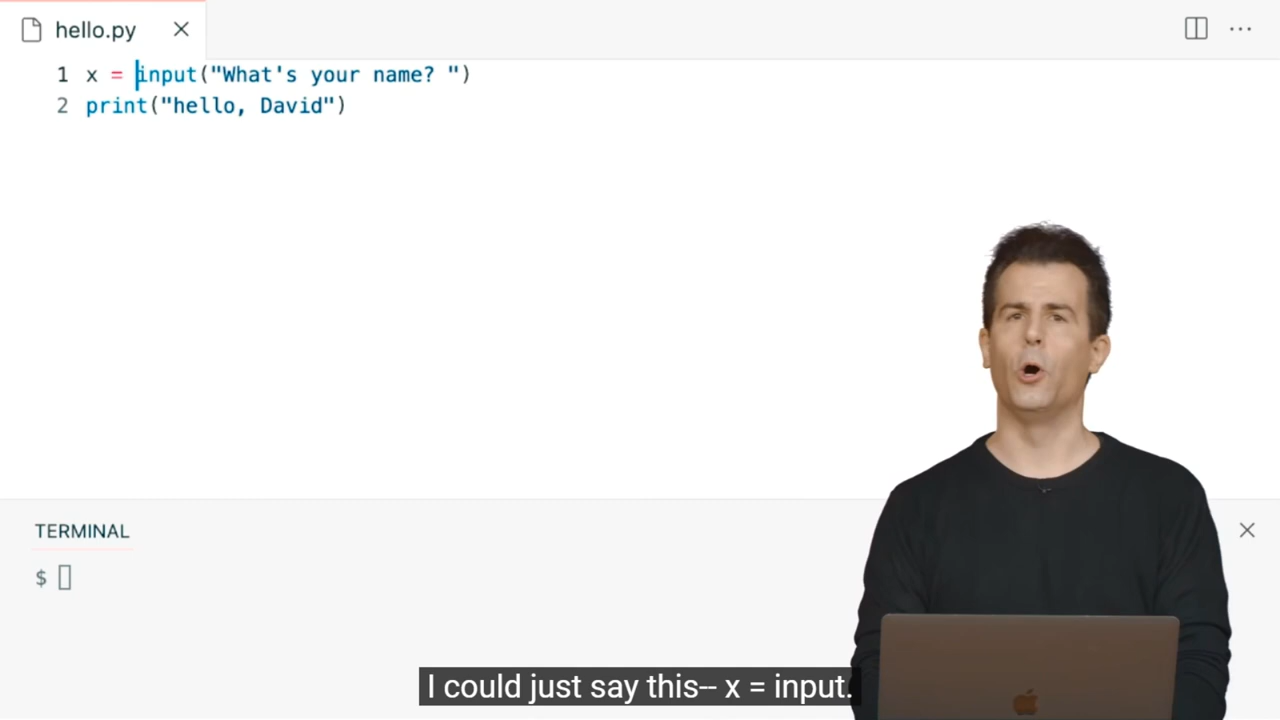 hello.py
1 x = input("What's your name? ")
2 print("hello, David")
TERMINAL
$
I could just say this-- x = input.